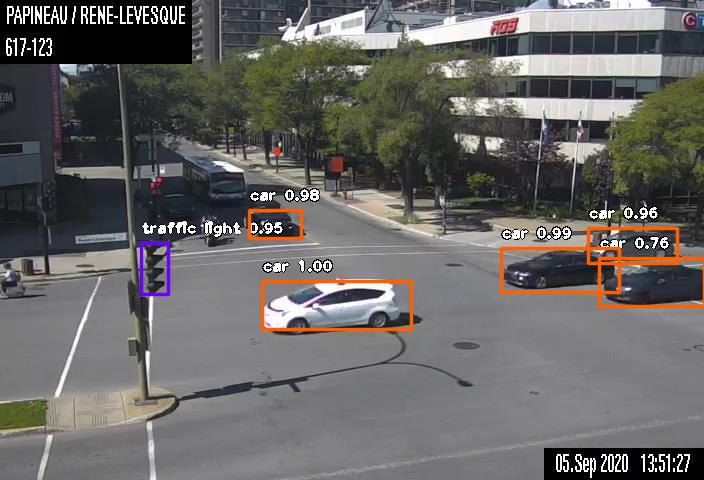 PAPINEAU / RENE-LEVESQUE
617-123
ADS
car 0.98
car 0.96
traffic light 0.95
car 0.99
car 0.76
car 1.00
05.Sep 2020 13:51:27